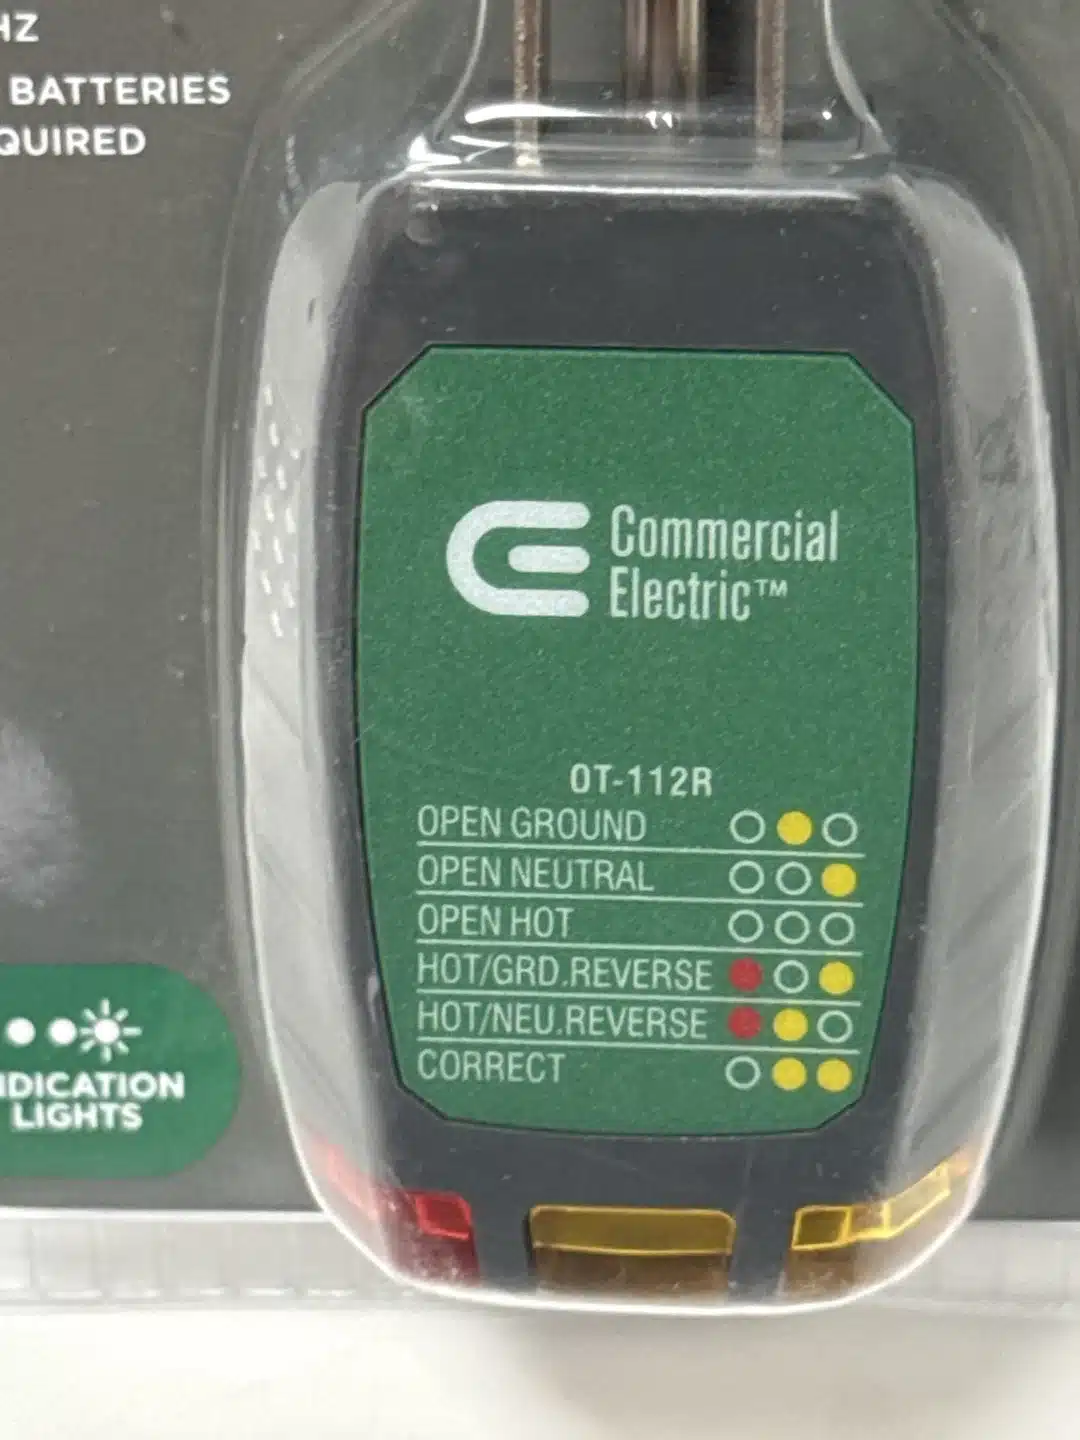 HZ
BATTERIES
QUIRED
Commercial
Electric™
OT-112R
OPEN GROUND
OPEN NEUTRAL
OPEN HOT
HOT/GRD.REVERSE
HOT/NEU.REVERSE
CORRECT
DICATION
LIGHTS